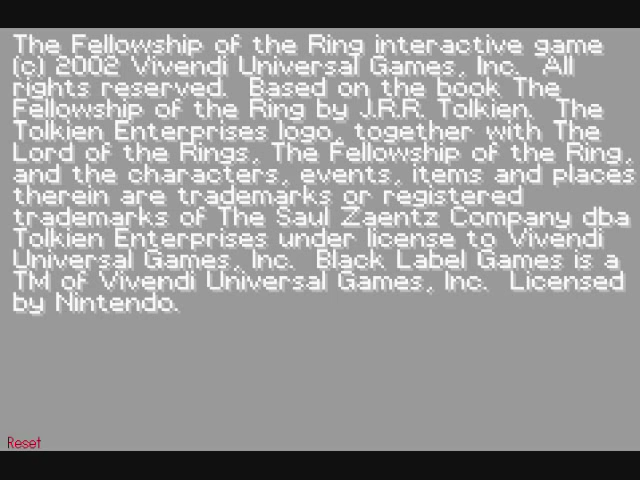 The Fellowship of the Ring interactive game
(c) 2002 Vivendi Universal Games, Inc.  All
rights reserved.  Based on the book The
Fellowship of the Ring by J.R.R. Tolkien.  The
Tolkien Enterprises logo, together with The
Lord of the Rings, The Fellowship of the Ring,
and the characters, events, items and places
therein are trademarks or registered
trademarks of The Saul Zaentz Company dba
Tolkien Enterprises under license to Vivendi
Universal Games, Inc.  Black Label Games is a
TM of Vivendi Universal Games, Inc.  Licensed
by Nintendo.
Reset